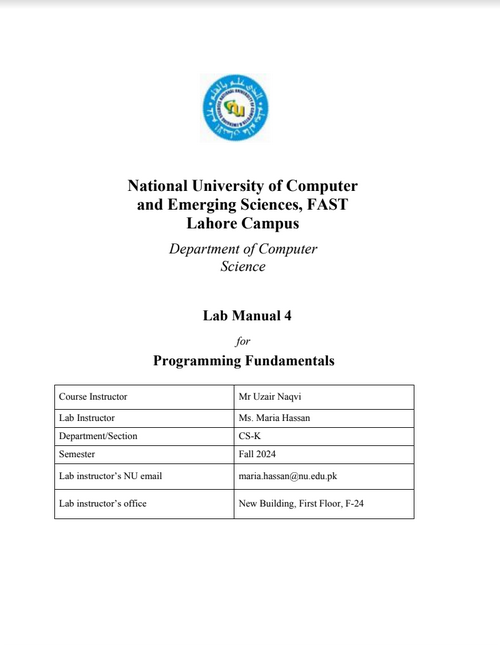 National University of Computer
and Emerging Sciences, FAST
Lahore Campus
Department of Computer
Science
Lab Manual 4
for
Programming Fundamentals
Course Instructor Mr Uzair Naqvi
Lab Instructor Ms. Maria Hassan
Department/Section CS-K
Semester Fall 2024
Lab instructor’s NU email maria.hassan@nu.edu.pk
Lab instructor’s office New Building, First Floor, F-24